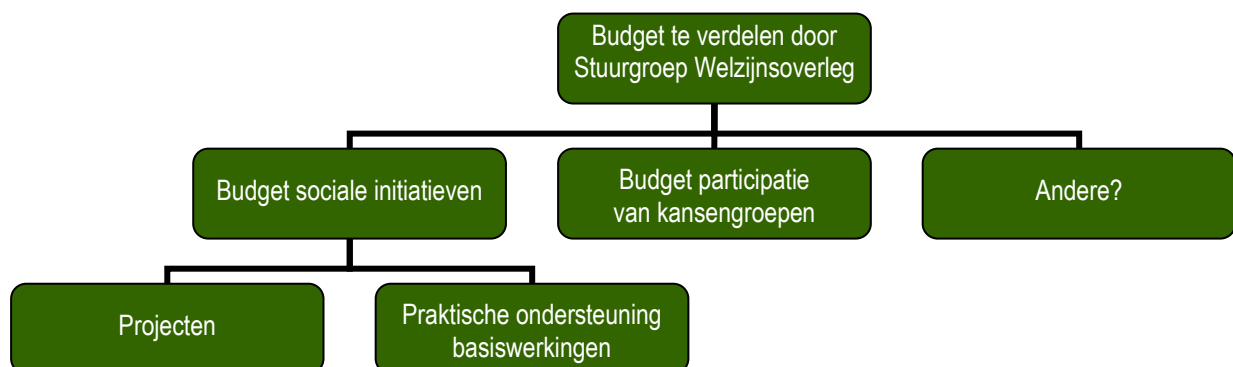 Budget te verdelen door
Stuurgroep Welzijnsoverleg
Budget sociale initiatieven
Budget participatie
van kansengroepen
Andere?
Projecten
Praktische ondersteuning
basiswerkingen